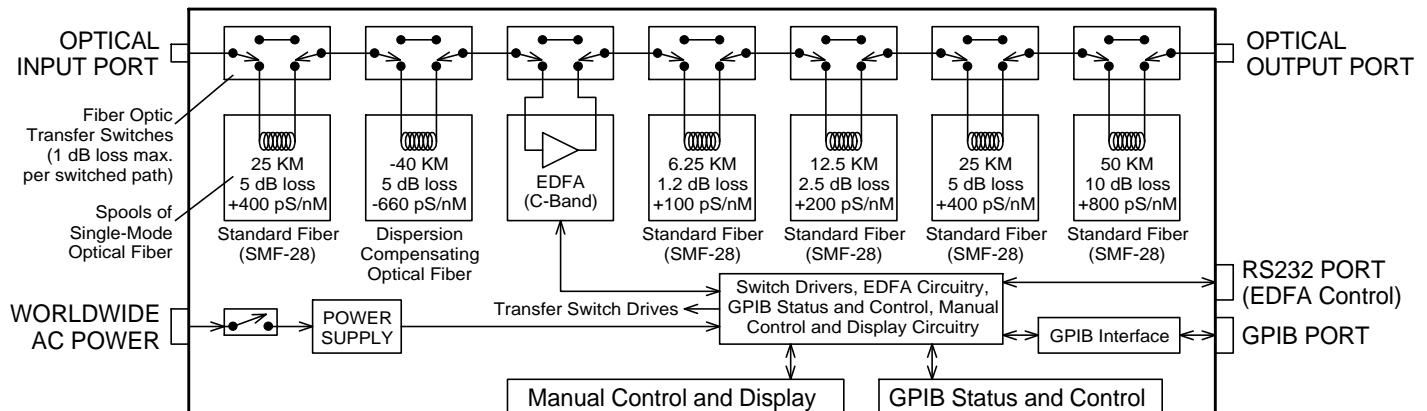 OPTICAL
INPUT PORT
OPTICAL
OUTPUT PORT
Fiber Optic
Transfer Switches
(1 dB loss max.
per switched path)
Spools of
Single-Mode
Optical Fiber
25 KM
5 dB loss
+400 pS/nM
Standard Fiber
(SMF-28)
-40 KM
5 dB loss
-660 pS/nM
Dispersion
Compensating
Optical Fiber
EDFA
(C-Band)
6.25 KM
1.2 dB loss
+100 pS/nM
Standard Fiber
(SMF-28)
12.5 KM
2.5 dB loss
+200 pS/nM
Standard Fiber
(SMF-28)
25 KM
5 dB loss
+400 pS/nM
Standard Fiber
(SMF-28)
50 KM
10 dB loss
+800 pS/nM
Standard Fiber
(SMF-28)
WORLDWIDE
AC POWER
POWER
SUPPLY
Transfer Switch Drives
Switch Drivers, EDFA Circuitry,
GPIB Status and Control, Manual
Control and Display Circuitry
RS232 PORT
(EDFA Control)
GPIB Interface
GPIB PORT
Manual Control and Display
GPIB Status and Control